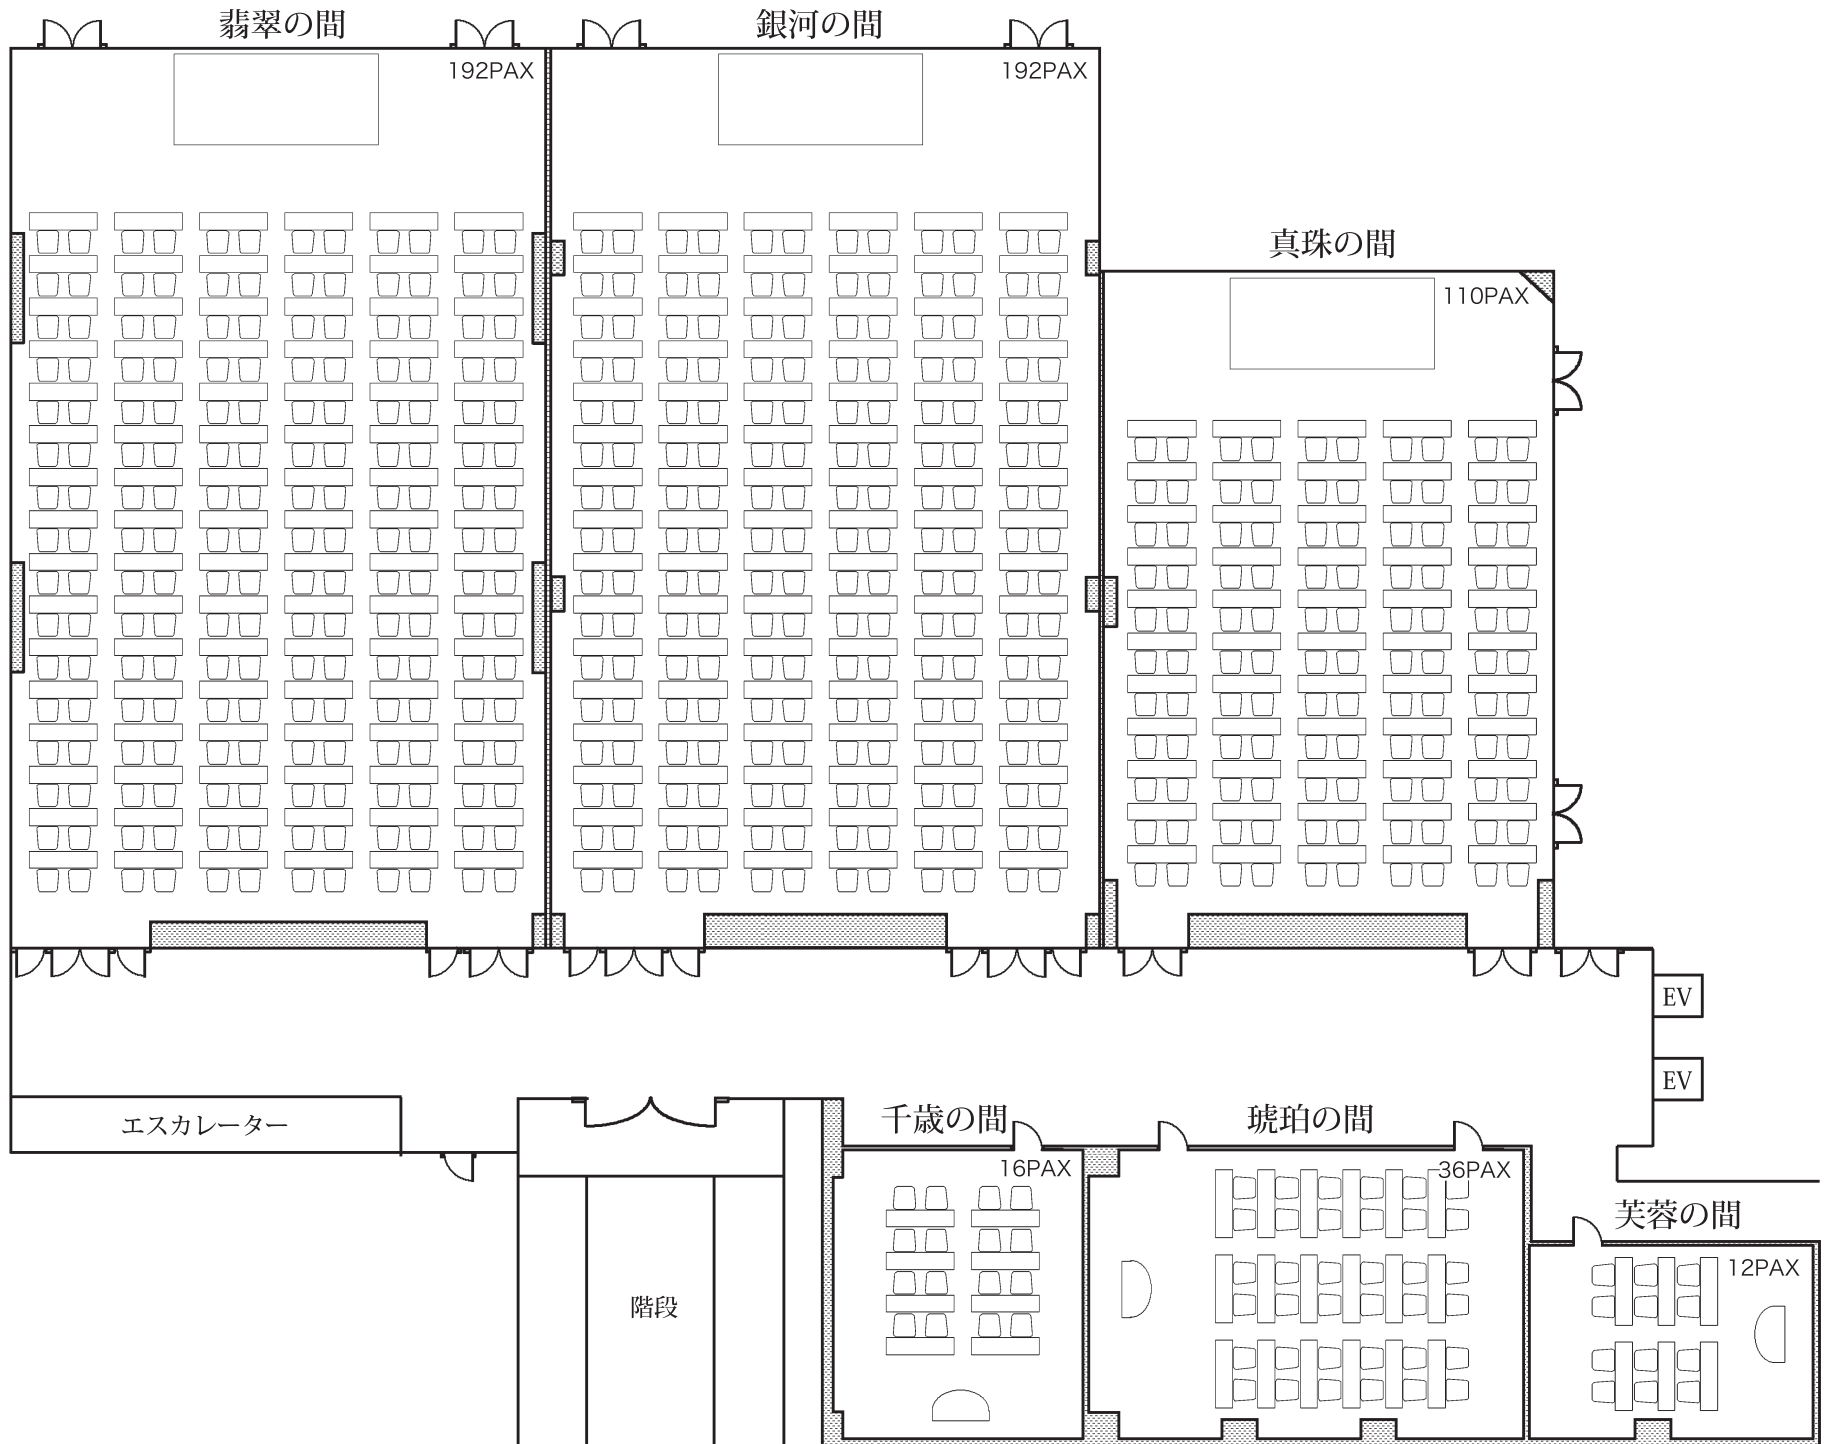 翡翠の間
銀河の間
192PAX
192PAX
真珠の間
110PAX
EV
EV
エスカレーター
千歳の間
琥珀の間
16PAX
36PAX
芙蓉の間
12PAX
階段